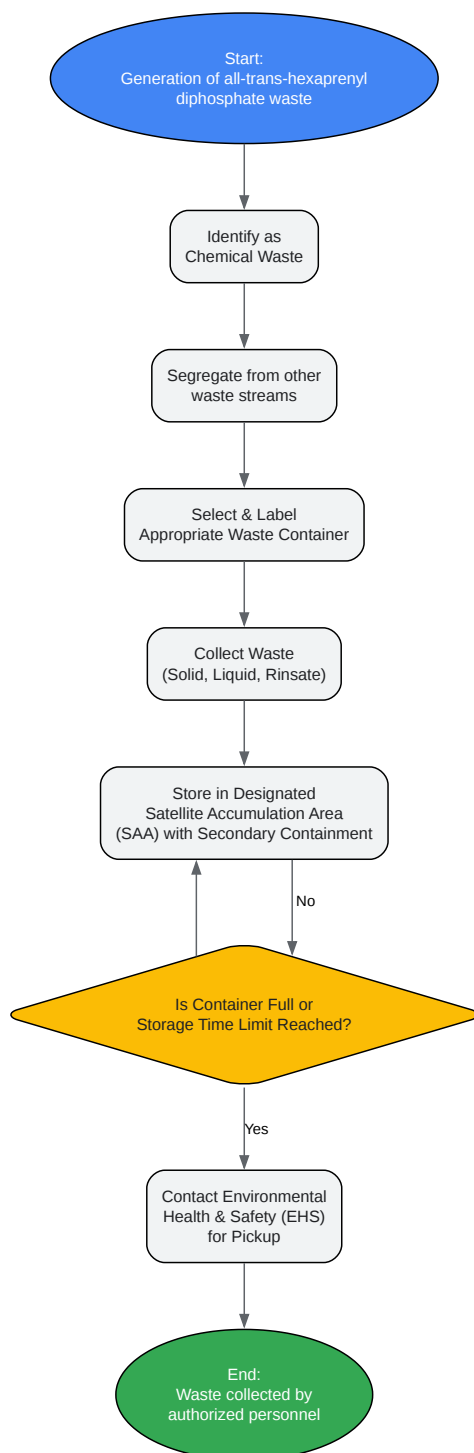 Start:
Generation of all-trans-hexaprenyl
diphosphate waste
Identify as
Chemical Waste
Segregate from other
waste streams
Select & Label
Appropriate Waste Container
Collect Waste
(Solid, Liquid, Rinsate)
Store in Designated
Satellite Accumulation Area
(SAA) with Secondary Containment
No
Is Container Full or
Storage Time Limit Reached?
Yes
Contact Environmental
Health & Safety (EHS)
for Pickup
End:
Waste collected by
authorized personnel